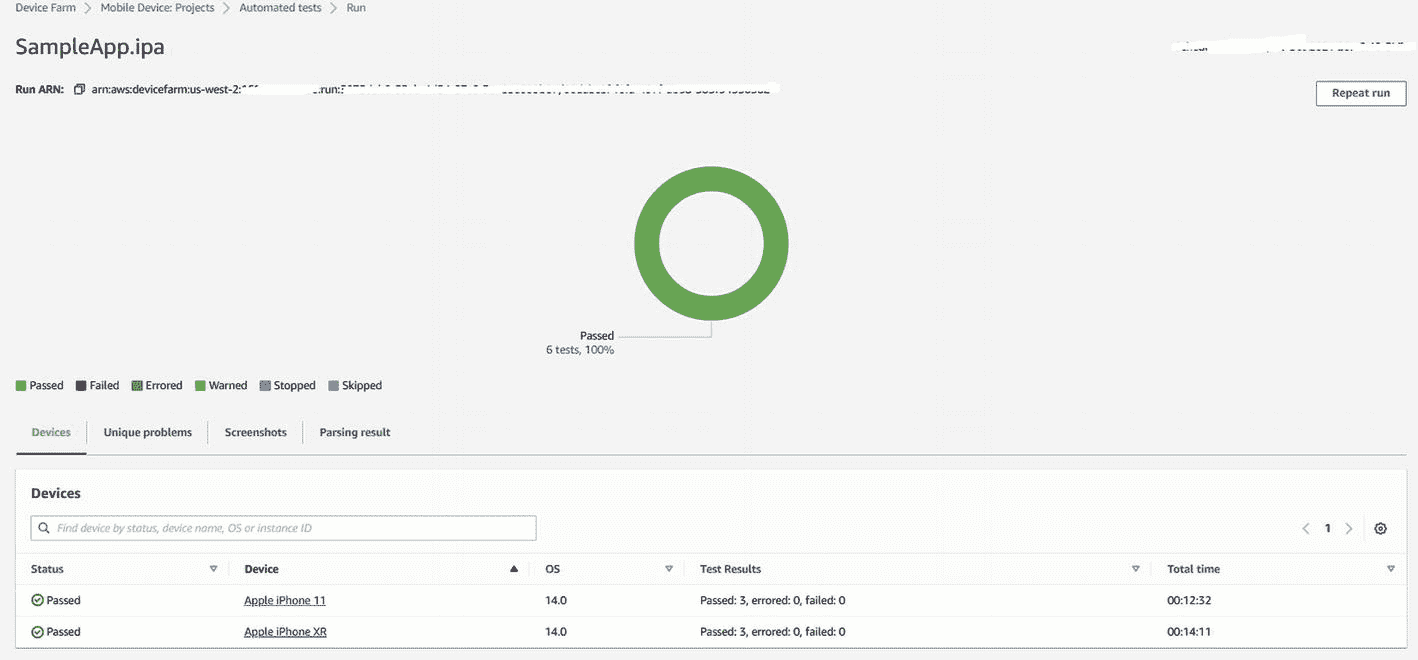 Device Farm > Mobile Device: Projects > Automated tests > Run
SampleApp.ipa
Run ARN: arn:aws:devicefarm:us-west-2:
Repeat run
Passed
6 tests, 100%
Passed Failed Errored Warned Stopped Skipped
Devices Unique problems Screenshots Parsing result
Devices
Find device by status, device name, OS or instance ID
1
Status Device OS Test Results Total time
Passed Apple iPhone 11 14.0 Passed: 3, errored: 0, failed: 0 00:12:32
Passed Apple iPhone XR 14.0 Passed: 3, errored: 0, failed: 0 00:14:11